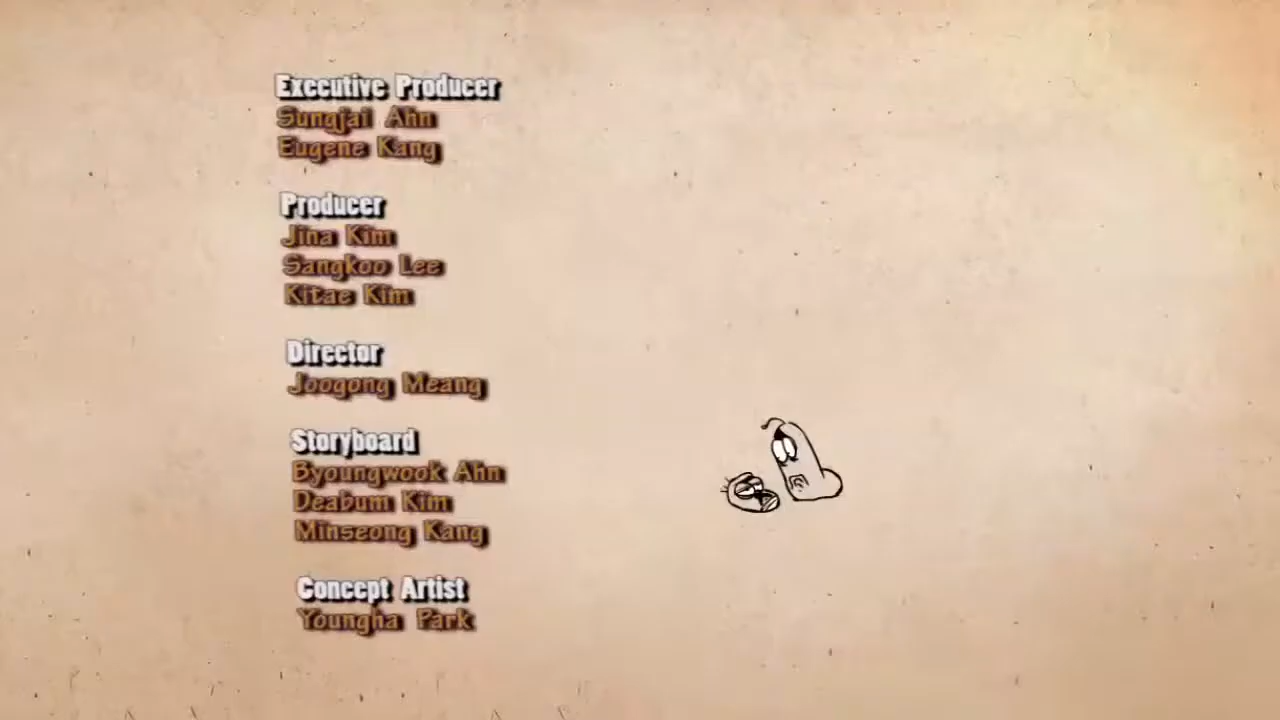 Executive Producer
Sungjai Ahn
Eugene Kang
Producer
Jina Kim
Sangkoo Lee
Kitae Kim
Director
Joogong Meang
Storyboard
Byoungwook Ahn
Deabum Kim
Minseong Kang
Concept Artist
Youngha Park